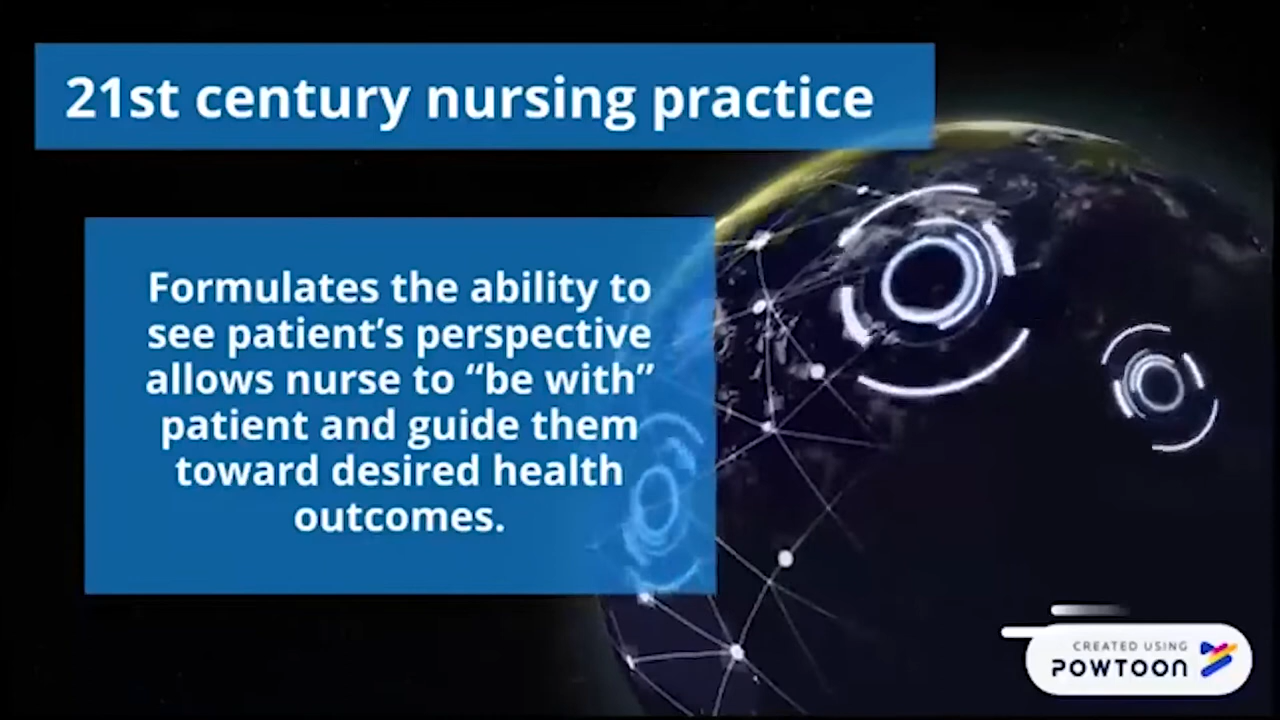 21st century nursing practice
Formulates the ability to
see patient’s perspective
allows nurse to “be with”
patient and guide them
toward desired health
outcomes.
CREATED USING
POWTOON